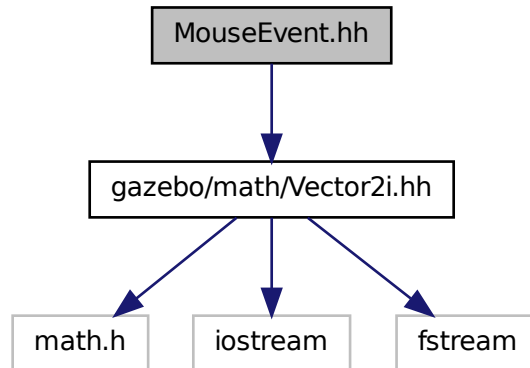 MouseEvent.hh
gazebo/math/Vector2i.hh
math.h
iostream
fstream